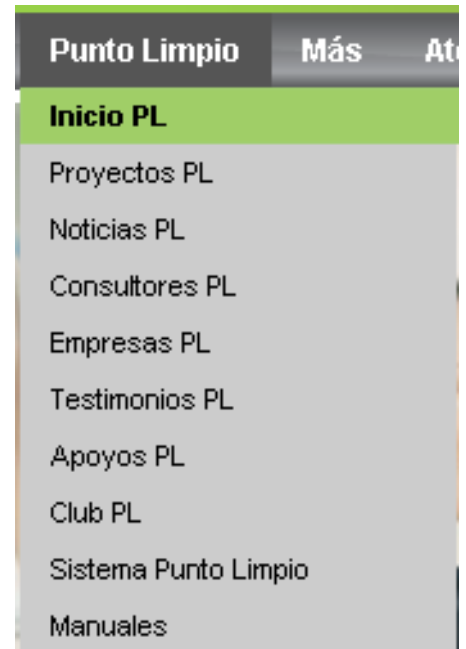 Punto Limpio Más
Inicio PL
Proyectos PL
Noticias PL
Consultores PL
Empresas PL
Testimonios PL
Apoyos PL
Club PL
Sistema Punto Limpio
Manuales